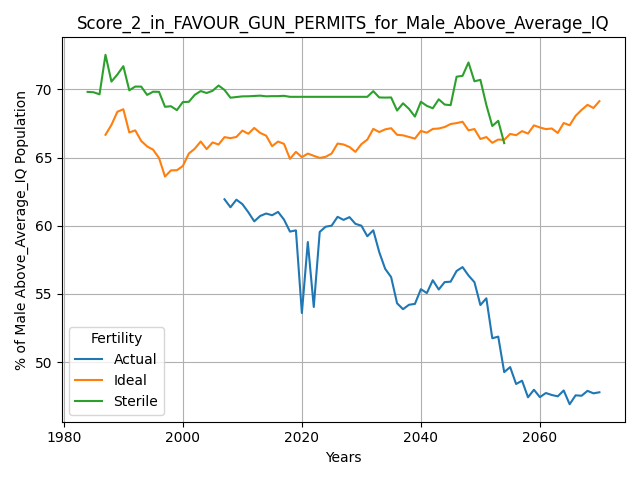 Score_2_in_FAVOUR_GUN_PERMITS_for_Male_Above_Average_IQ
% of Male Above_Average_IQ Population
70
65
60
55
50
Fertility
Actual
Ideal
Sterile
1980
2000
2020
2040
2060
Years